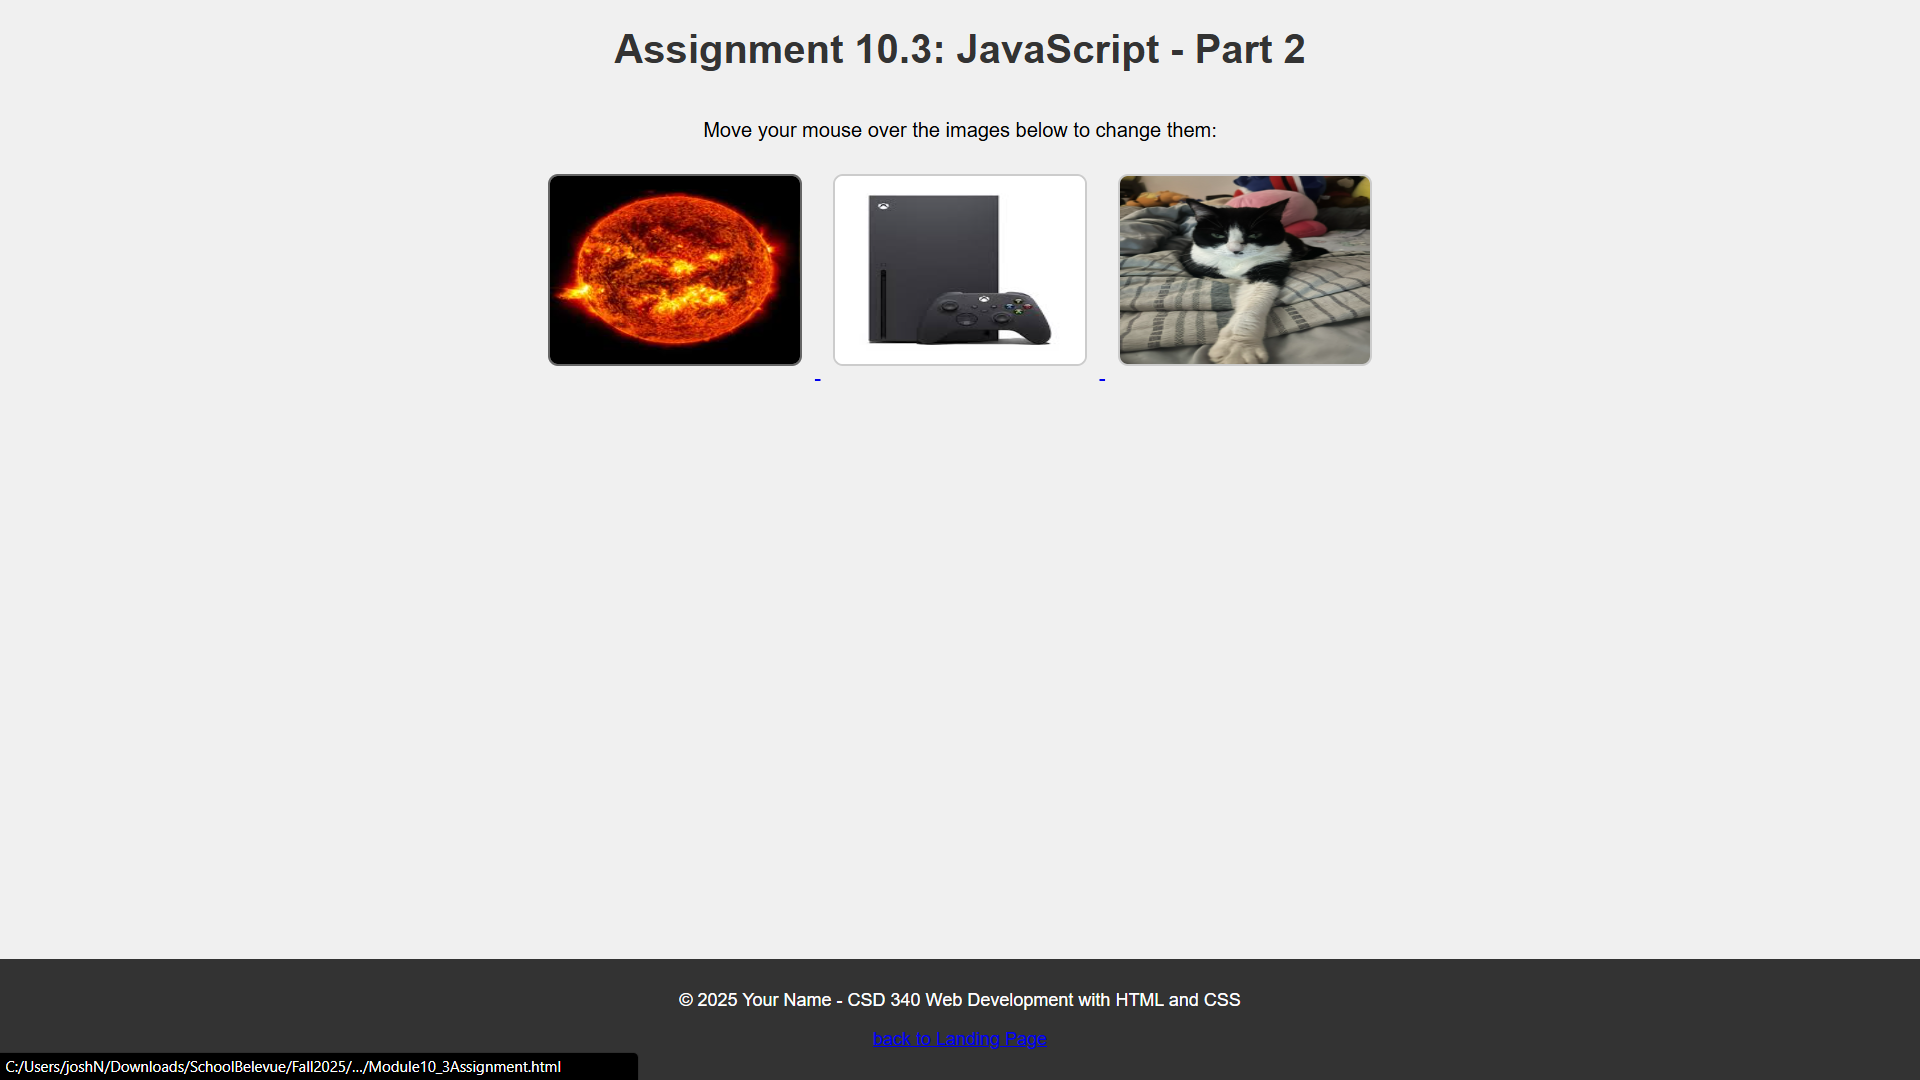 Assignment 10.3: JavaScript - Part 2
Move your mouse over the images below to change them:
© 2025 Your Name - CSD 340 Web Development with HTML and CSS
back to Landing Page
C:/Users/joshN/Downloads/SchoolBelevue/Fall2025/.../Module10_3Assignment.html